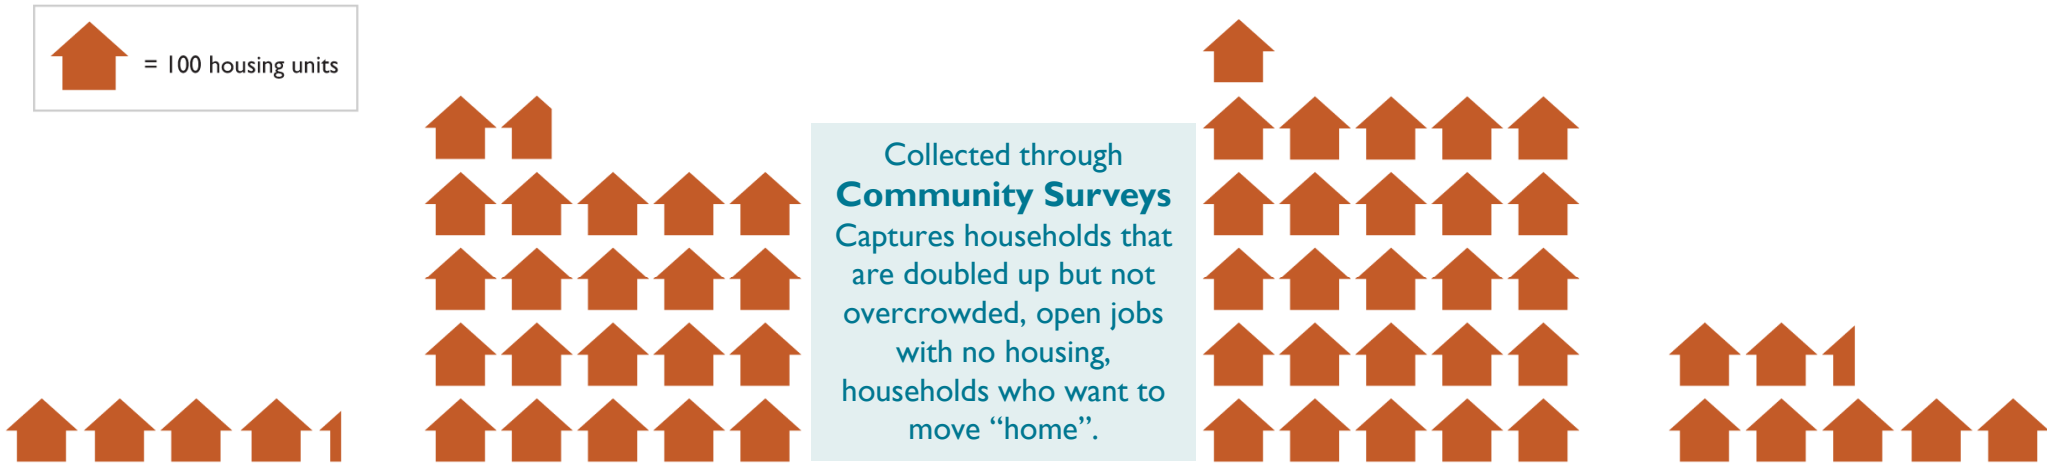 = 100 housing units
Collected through
Community Surveys
Captures households that
are doubled up but not
overcrowded, open jobs
with no housing,
households who want to
move “home”.